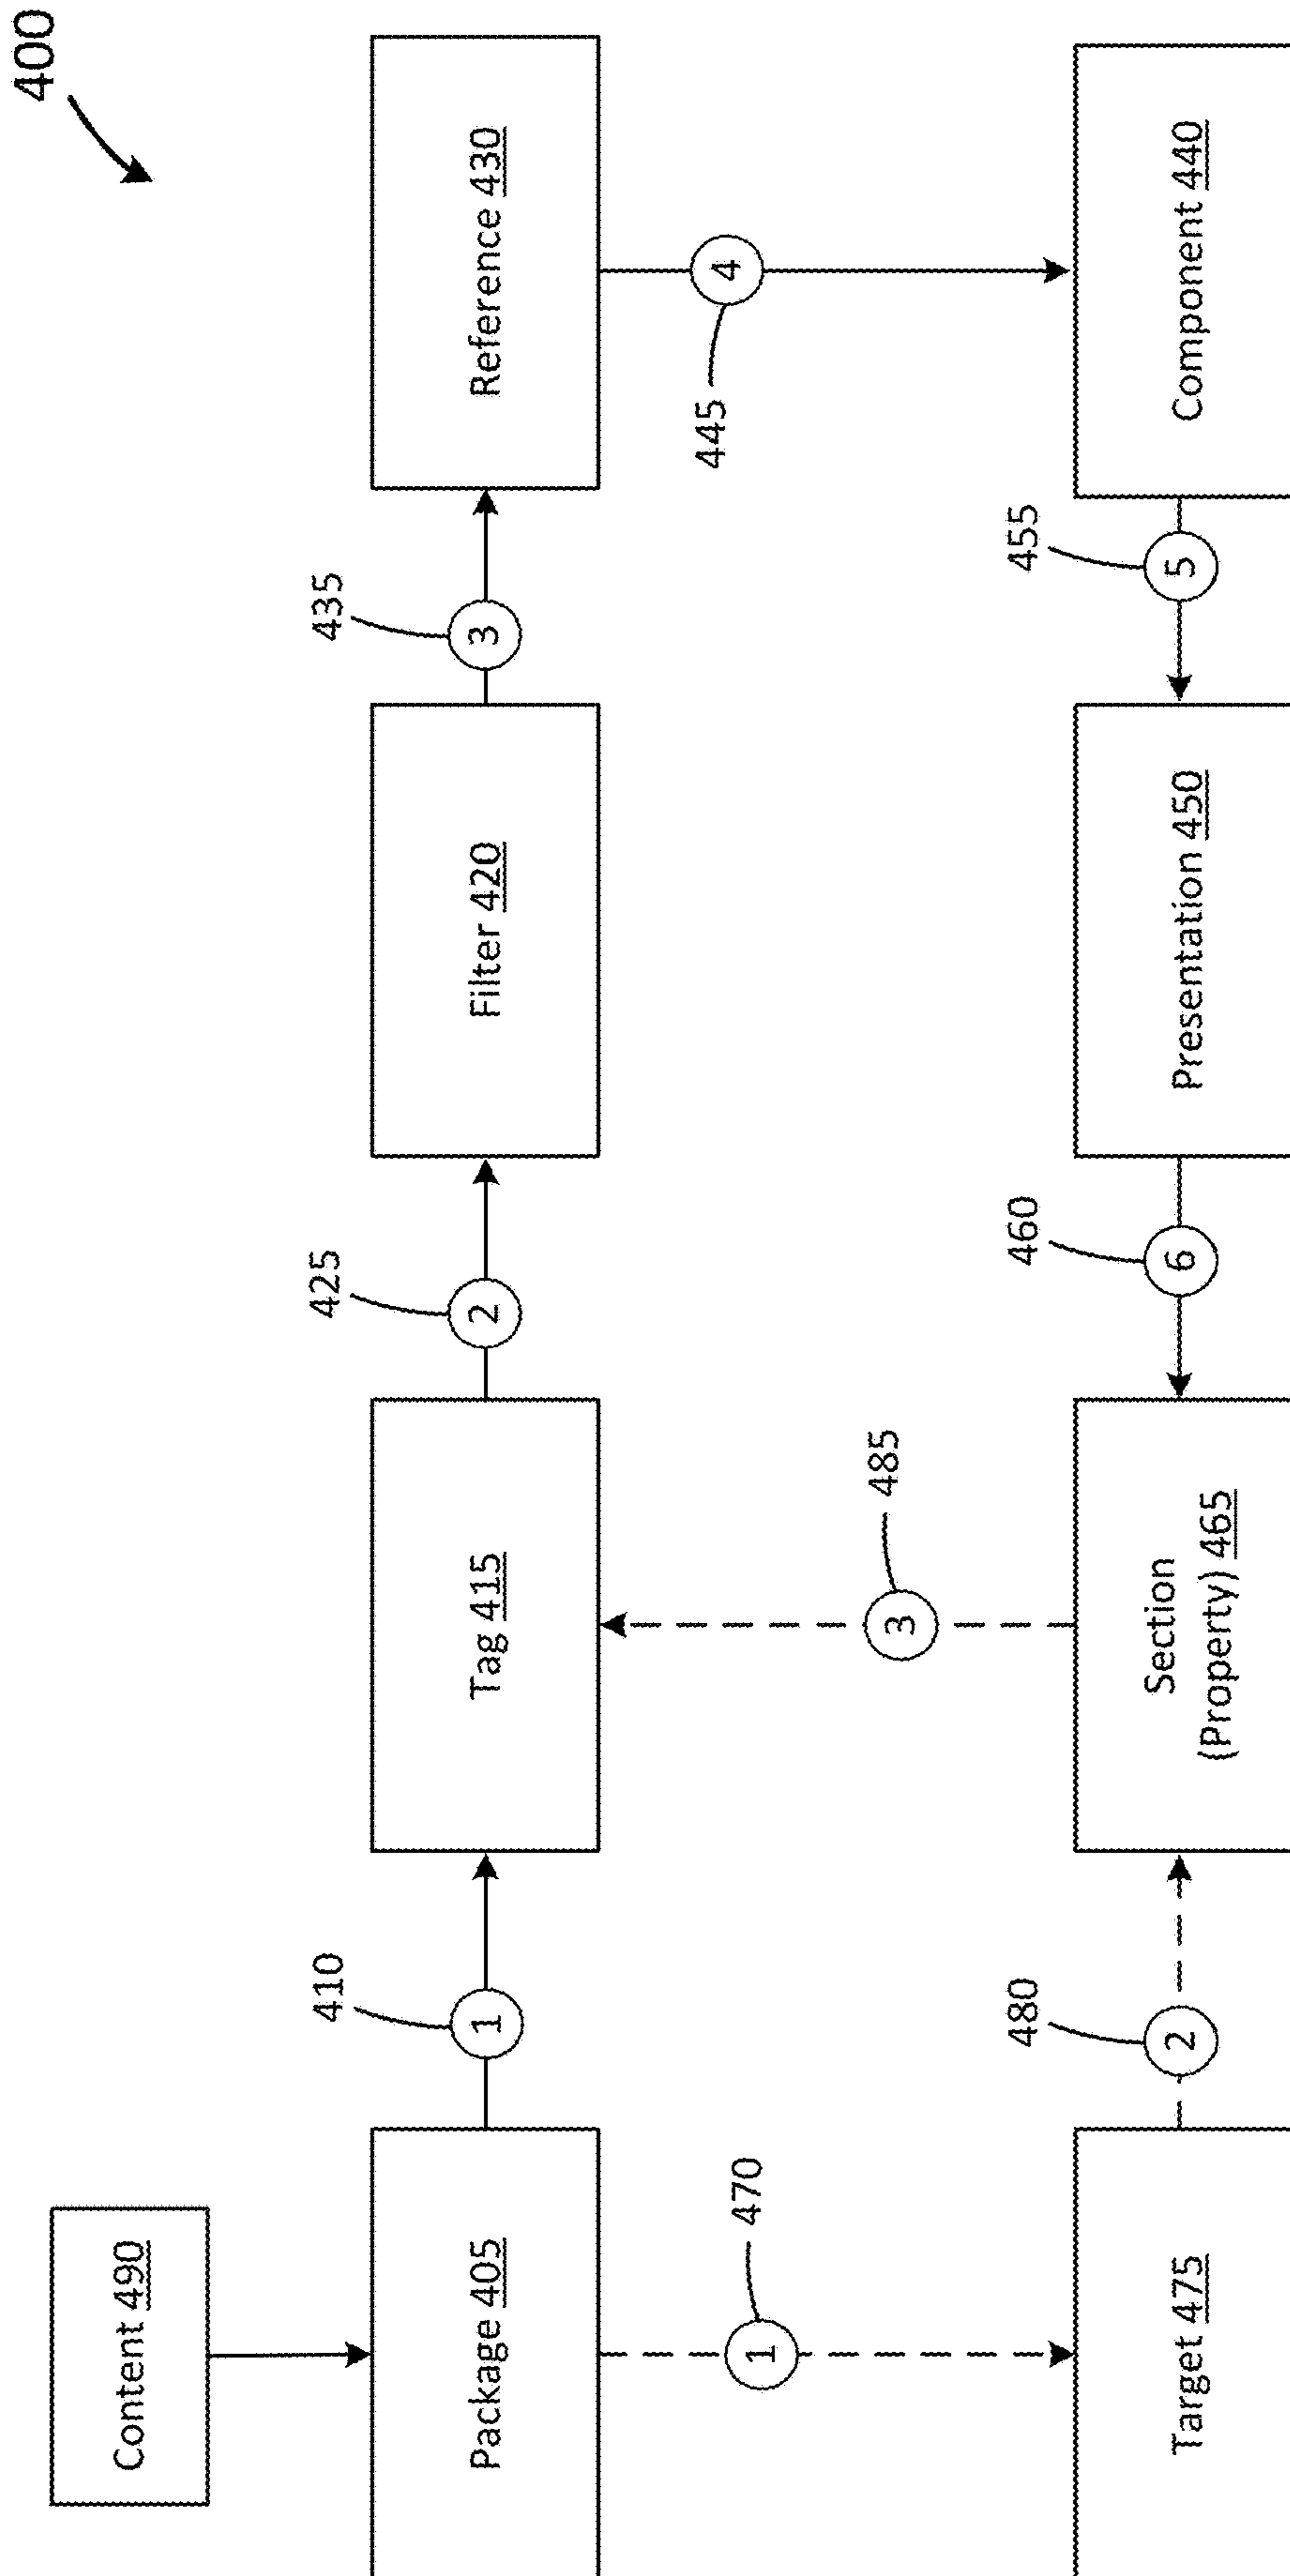 400
Content 490
Package 405
410
1
Tag 415
425
2
Filter 420
435
3
Reference 430
470
1
485
3
445
4
Target 475
480
2
Section
(Property) 465
460
6
Presentation 450
455
5
Component 440